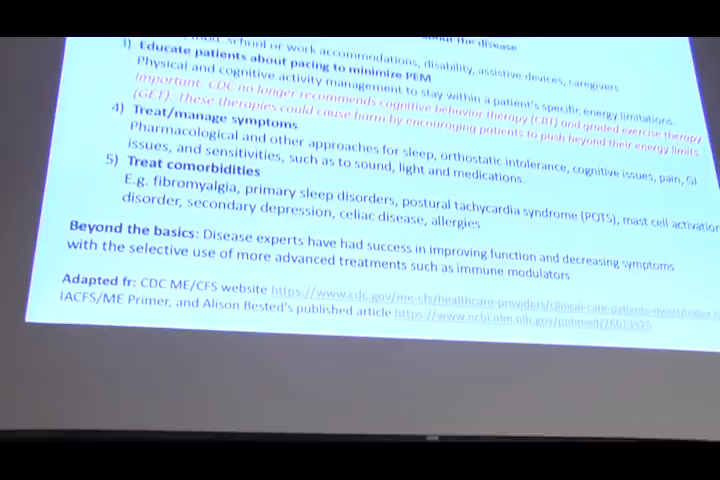 about the disease
food, school or work accommodations, disability, assistive devices, caregivers
3) Educate patients about pacing to minimize PEM
Physical and cognitive activity management to stay within a patient's specific energy limitations.
Important: CDC no longer recommends cognitive behavior therapy (CBT) and graded exercise therapy
(GET). These therapies could cause harm by encouraging patients to push beyond their energy limits
4) Treat/manage symptoms
Pharmacological and other approaches for sleep, orthostatic intolerance, cognitive issues, pain, GI
issues, and sensitivities, such as to sound, light and medications.
5) Treat comorbidities
E.g. fibromyalgia, primary sleep disorders, postural tachycardia syndrome (POTS), mast cell activation
disorder, secondary depression, celiac disease, allergies
Beyond the basics: Disease experts have had success in improving function and decreasing symptoms
with the selective use of more advanced treatments such as immune modulators
Adapted fr: CDC ME/CFS website https://www.cdc.gov/me-cfs/healthcare-providers/clinical-care-patients-mecfs/index.
IACFS/ME Primer, and Alison Bested's published article https://www.ncbi.nlm.nih.gov/pubmed/26613325